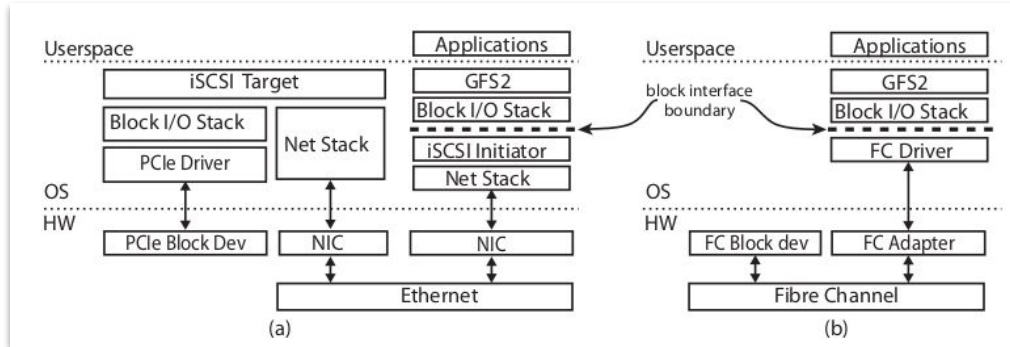 Userspace
Applications
iSCSI Target
GFS2
Block I/O Stack
Block I/O Stack
Net Stack
iSCSI Initiator
PCIe Driver
Net Stack
OS
HW
PCIe Block Dev
NIC
NIC
Ethernet
(a)
block interface
boundary
Userspace
Applications
GFS2
Block I/O Stack
FC Driver
OS
HW
FC Block dev
FC Adapter
Fibre Channel
(b)